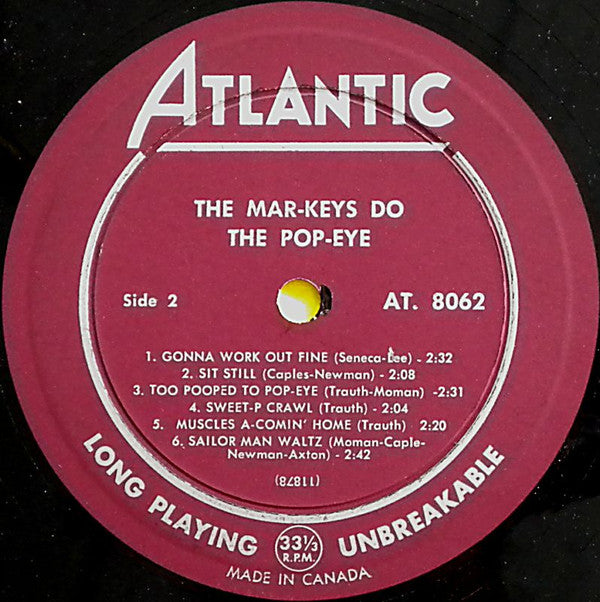 ATLANTIC
THE MAR-KEYS DO
THE POP-EYE
Side 2
AT. 8062
1. GONNA WORK OUT FINE (Seneca-Lee) - 2:32
2. SIT STILL (Caples-Newman) - 2:08
3. TOO POOPED TO POP-EYE (Trauth-Moman) -2:31
4. SWEET-P CRAWL (Trauth) - 2:04
5. MUSCLES A-COMIN' HOME (Trauth) 2:20
6. SAILOR MAN WALTZ (Moman-Caple-
Newman-Axton) - 2:42
(11878)
LONG PLAYING 33⅓ R.P.M. UNBREAKABLE
MADE IN CANADA